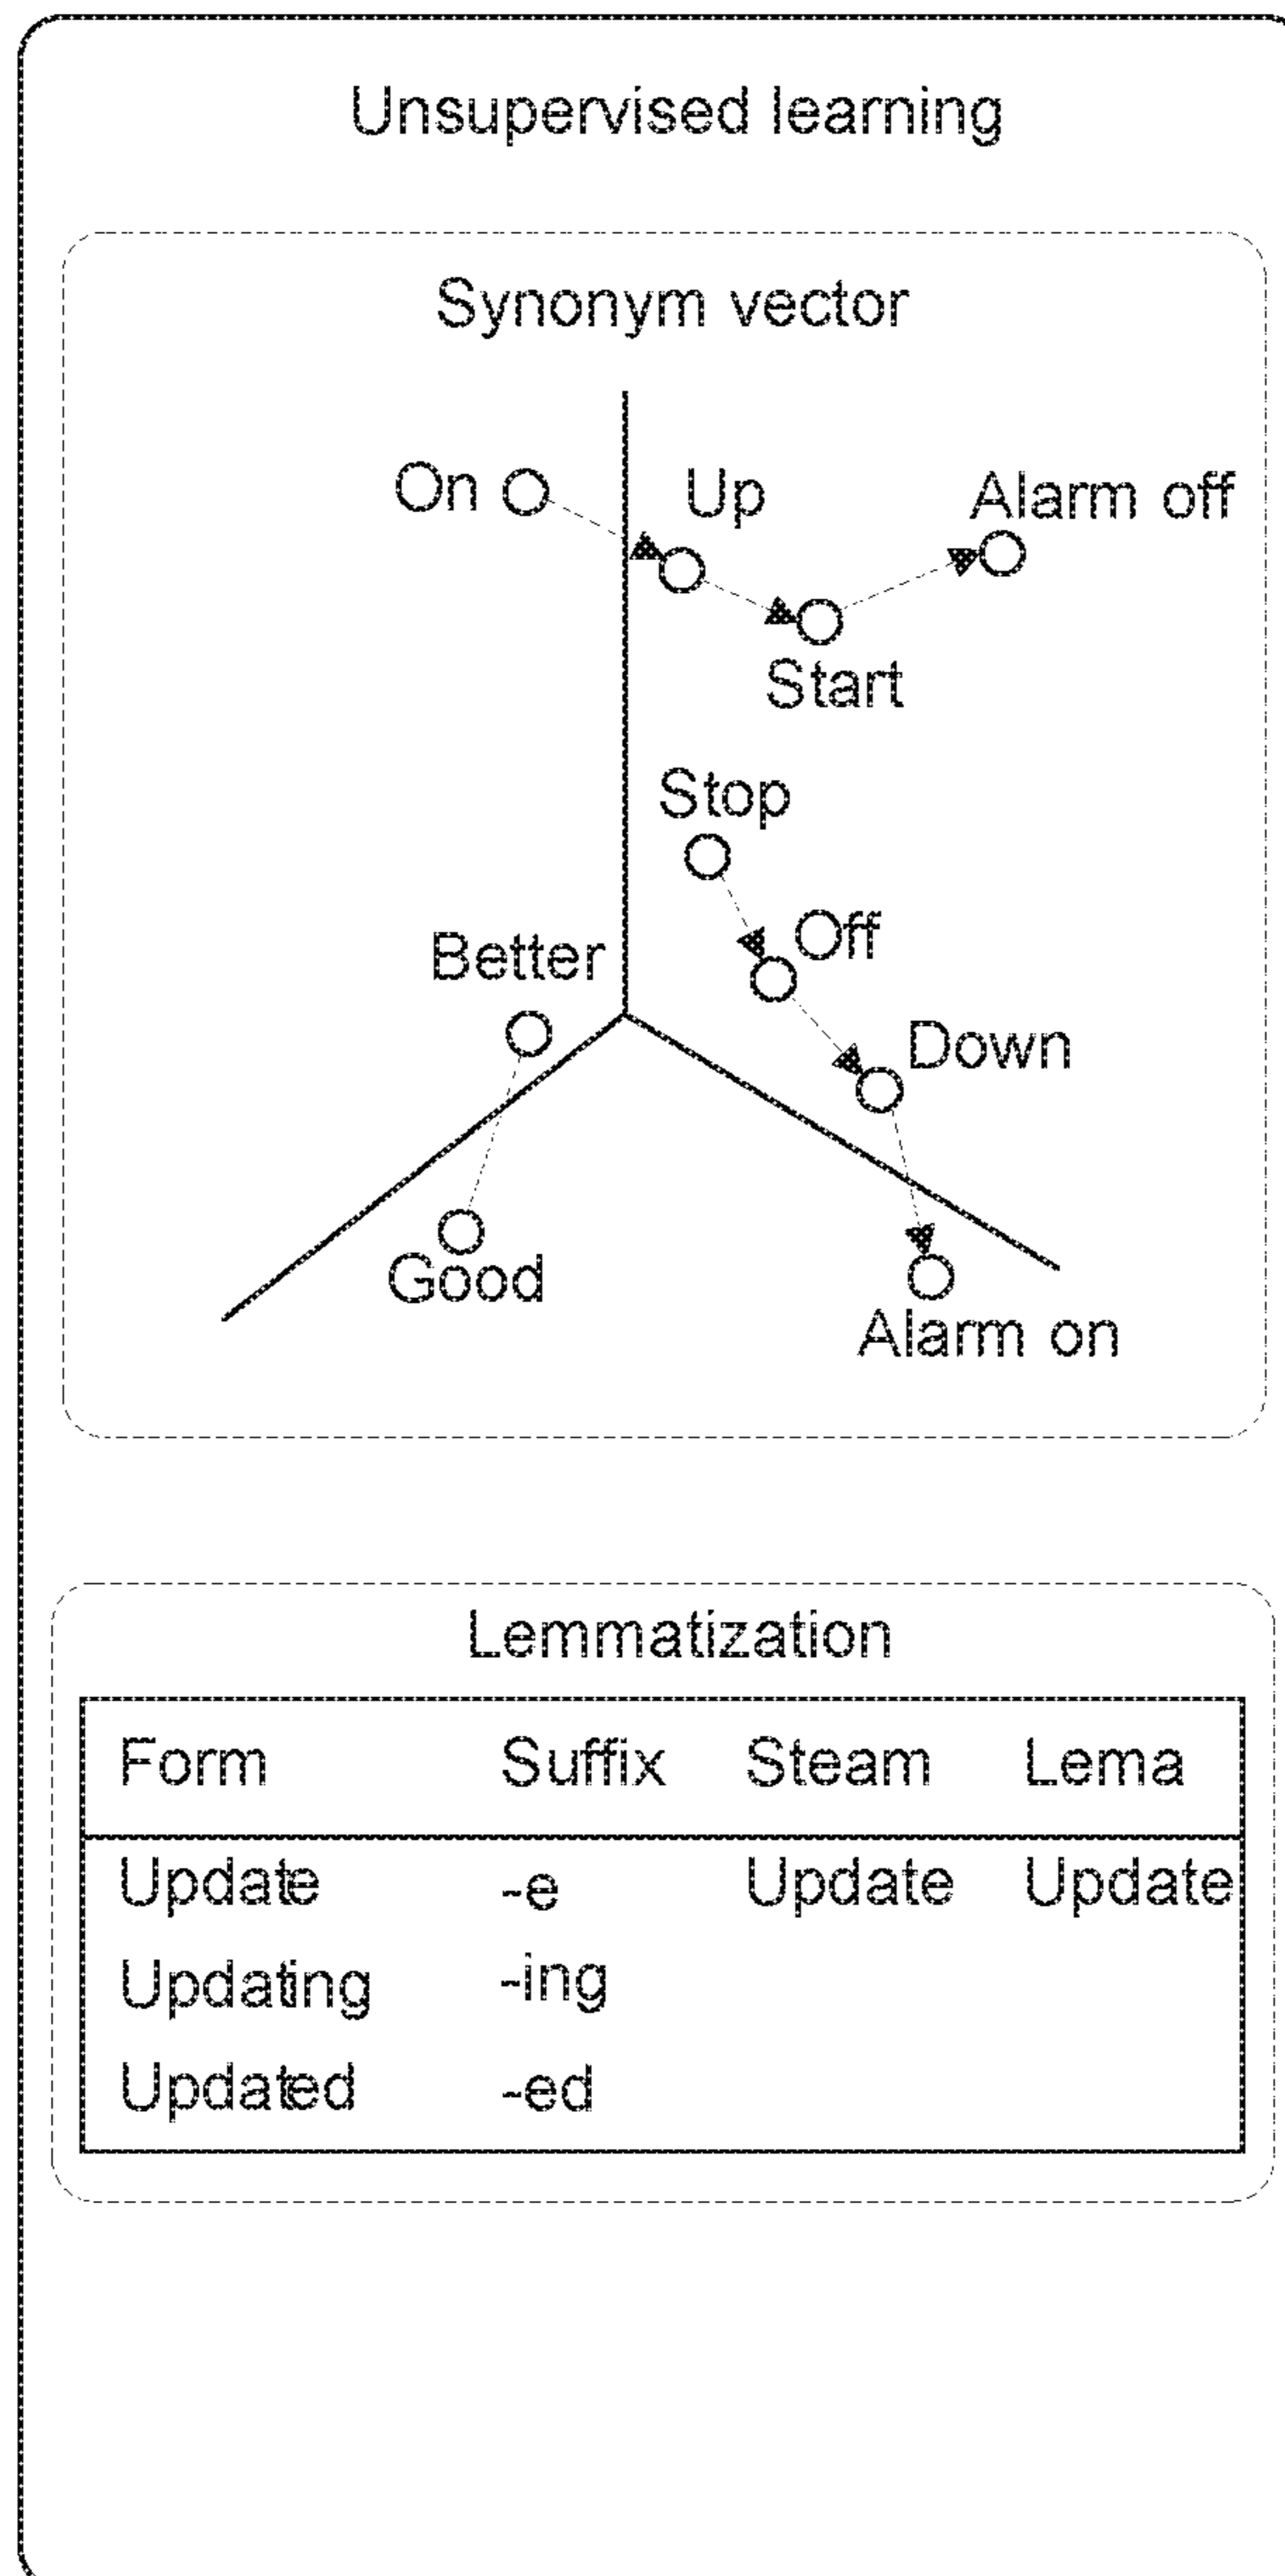 Unsupervised learning
Synonym vector
On
Up
Alarm off
Start
Stop
Off
Better
Down
Good
Alarm on
Lemmatization
Form Suffix Steam Lema
Update -e Update Update
Updating -ing
Updated -ed